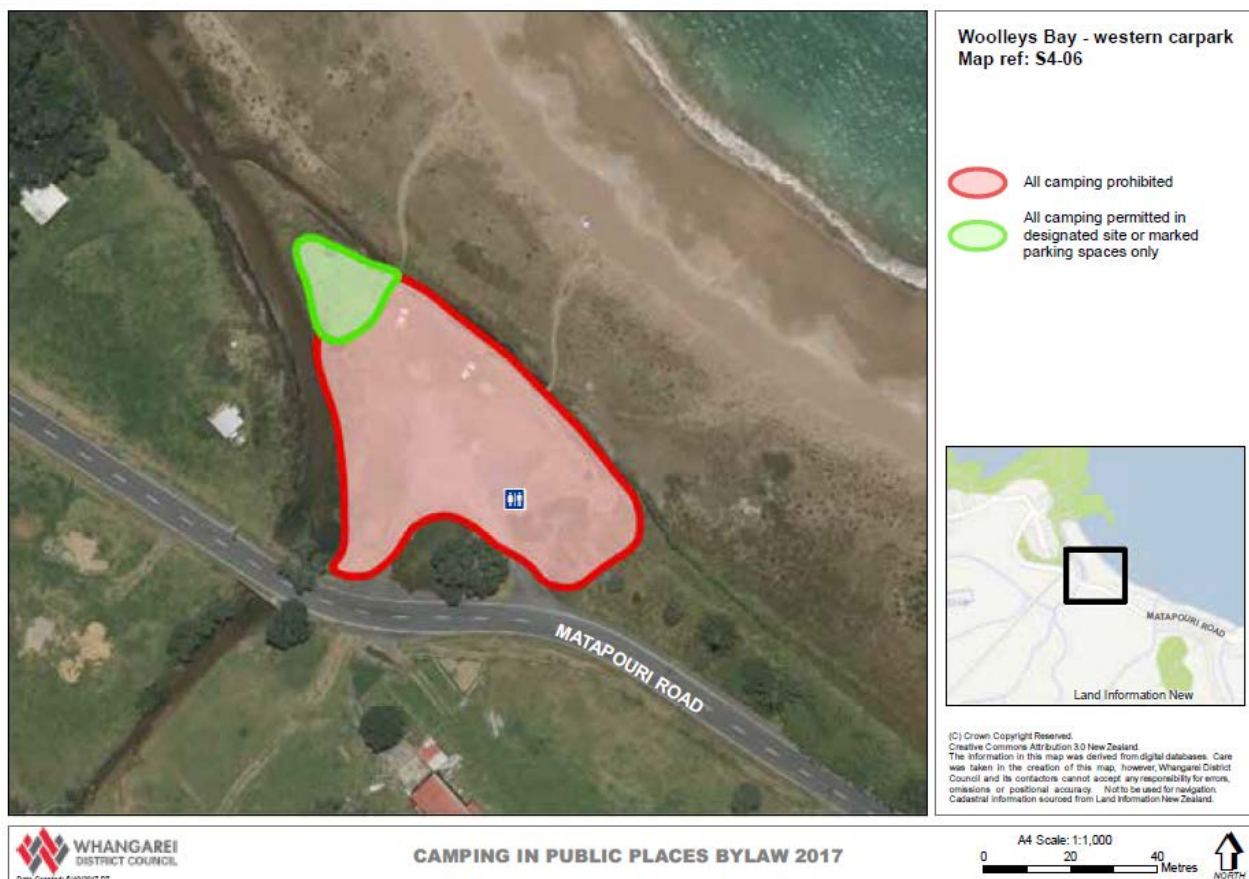 Woolleys Bay - western carpark
Map ref: S4-06
All camping prohibited
All camping permitted in
designated site or marked
parking spaces only
MATAPOURI ROAD
MATAPOURI ROAD
Land Information New
(C) Crown Copyright Reserved.
Creative Commons Attribution 3.0 New Zealand.
The information in this map was derived from digital databases. Care
was taken in the creation of this map, however, Whangarei District
Council and its contactors cannot accept any responsibility for errors,
omissions or positional accuracy. Not to be used for navigation.
Cadastral information sourced from Land Information New Zealand.
WHANGAREI
DISTRICT COUNCIL
CAMPING IN PUBLIC PLACES BYLAW 2017
A4 Scale: 1:1,000
0 20 40
Metres
NORTH